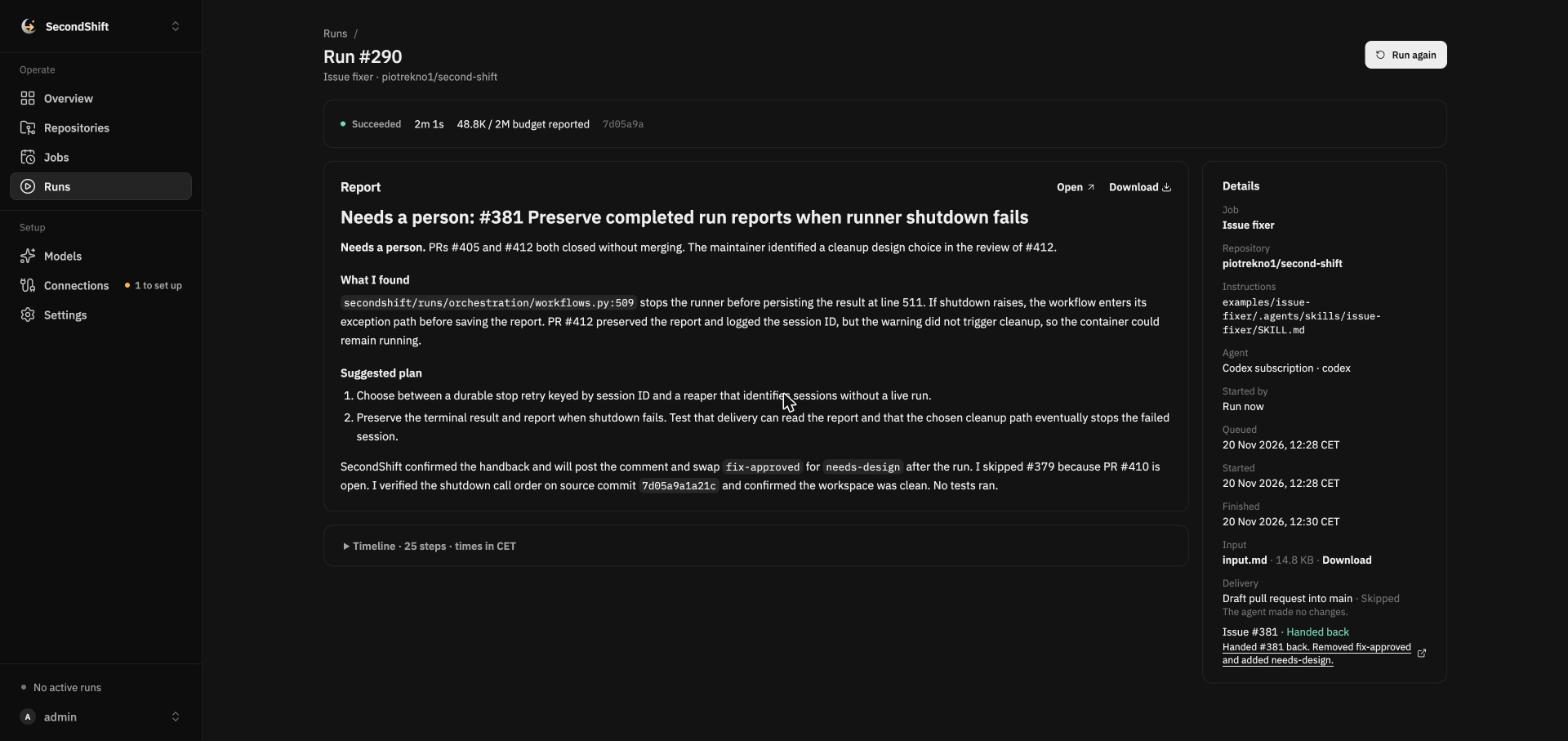 SecondShift
Operate
Overview
Repositories
Jobs
Runs
Setup
Models
Connections
1 to set up
Settings
No active runs
A
admin
Runs /
Run #290
Issue fixer · piotrekno1/second-shift
Run again
Succeeded 2m 1s 48.8K / 2M budget reported 7d05a9a
Report
Open
Download
Needs a person: #381 Preserve completed run reports when runner shutdown fails
Needs a person. PRs #405 and #412 both closed without merging. The maintainer identified a cleanup design choice in the review of #412.
What I found
secondshift/runs/orchestration/workflows.py:509 stops the runner before persisting the result at line 511. If shutdown raises, the workflow enters its
exception path before saving the report. PR #412 preserved the report and logged the session ID, but the warning did not trigger cleanup, so the container could
remain running.
Suggested plan
1. Choose between a durable stop retry keyed by session ID and a reaper that identifies sessions without a live run.
2. Preserve the terminal result and report when shutdown fails. Test that delivery can read the report and that the chosen cleanup path eventually stops the failed
session.
SecondShift confirmed the handback and will post the comment and swap fix-approved for needs-design after the run. I skipped #379 because PR #410 is
open. I verified the shutdown call order on source commit 7d05a9a1a21c and confirmed the workspace was clean. No tests ran.
Timeline · 25 steps · times in CET
Details
Job
Issue fixer
Repository
piotrekno1/second-shift
Instructions
examples/issue-
fixer/.agents/skills/issue-
fixer/SKILL.md
Agent
Codex subscription · codex
Started by
Run now
Queued
20 Nov 2026, 12:28 CET
Started
20 Nov 2026, 12:28 CET
Finished
20 Nov 2026, 12:30 CET
Input
input.md · 14.8 KB · Download
Delivery
Draft pull request into main · Skipped
The agent made no changes.
Issue #381 · Handed back
Handed #381 back. Removed fix-approved
and added needs-design.